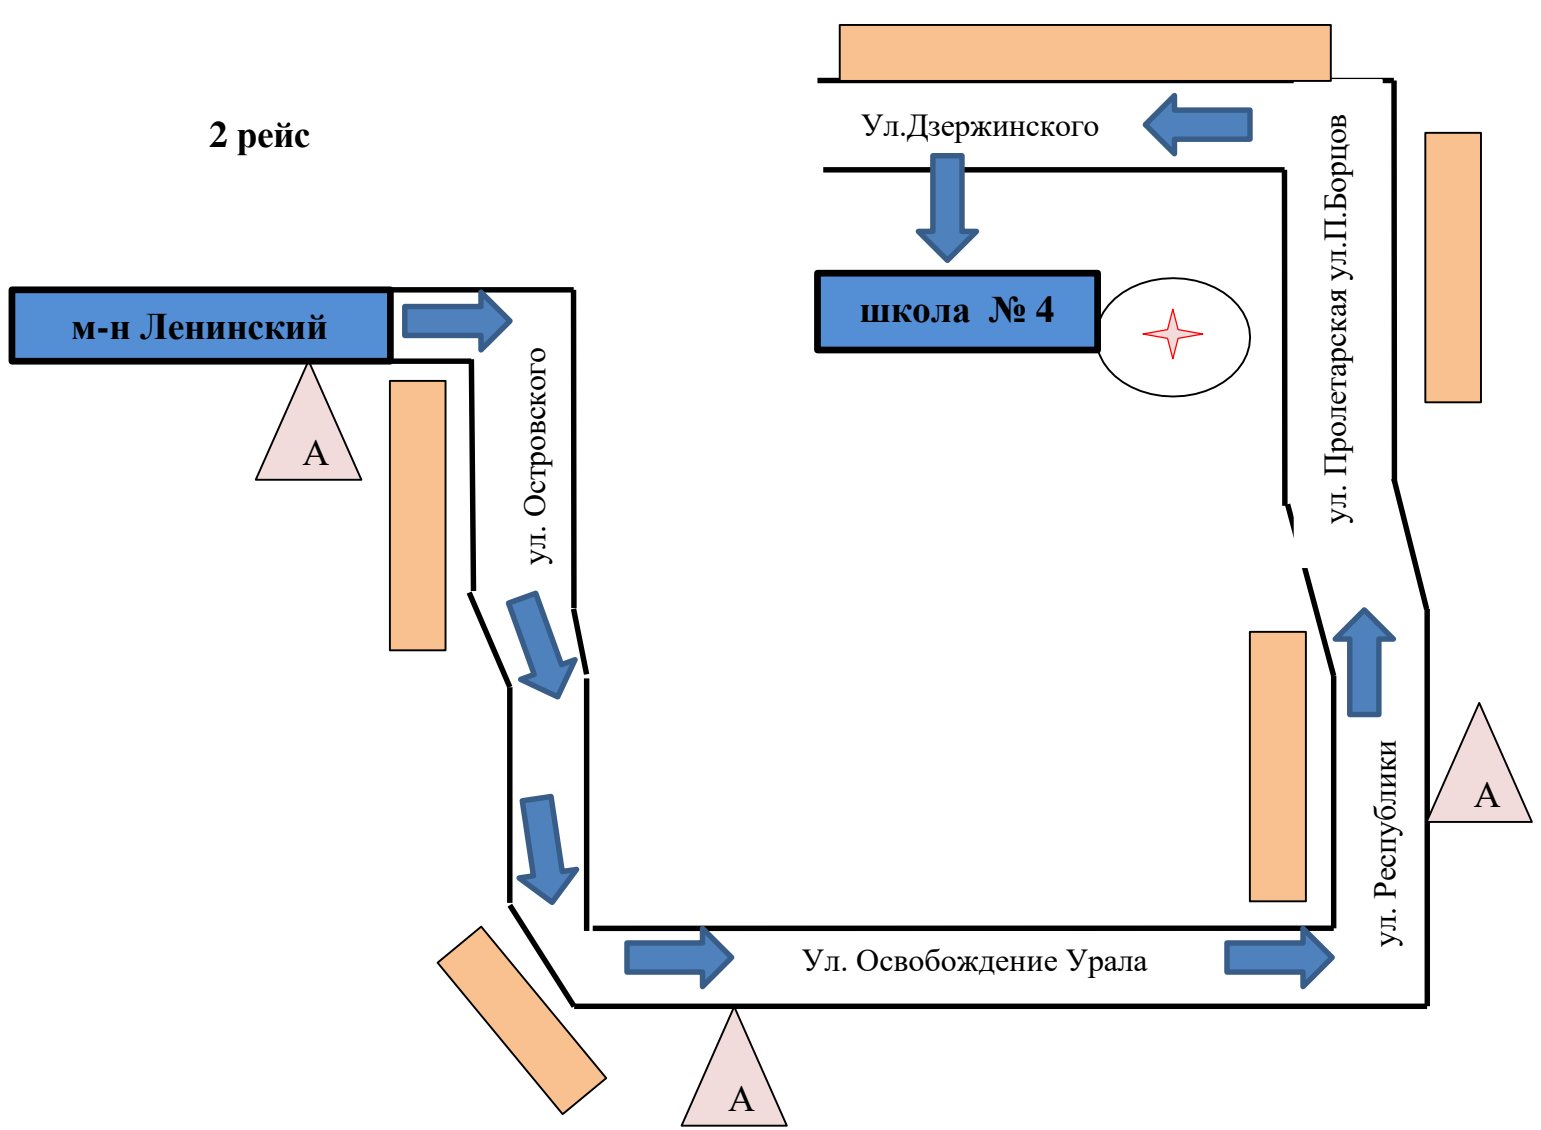 2 рейс
Ул.Дзержинского
ул. Пролетарская ул.П.Борцов
м-н Ленинский
школа № 4
А
ул. Островского
ул. Республики
А
Ул. Освобождение Урала
А